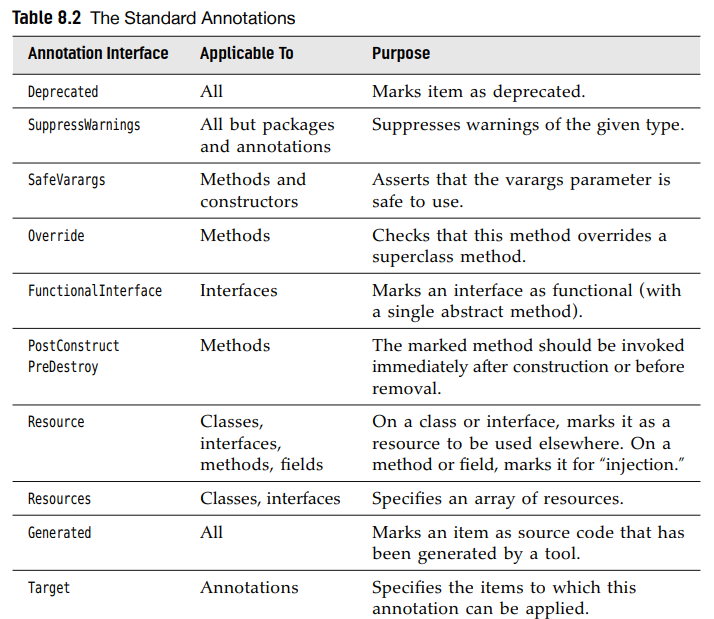 Table 8.2 The Standard Annotations
Annotation Interface Applicable To Purpose
Deprecated All Marks item as deprecated.
SuppressWarnings All but packages Suppresses warnings of the given type.
and annotations
SafeVarargs Methods and Asserts that the varargs parameter is
constructors safe to use.
Override Methods Checks that this method overrides a
superclass method.
FunctionalInterface Interfaces Marks an interface as functional (with
a single abstract method).
PostConstruct Methods The marked method should be invoked
PreDestroy immediately after construction or before
removal.
Resource Classes, On a class or interface, marks it as a
interfaces, resource to be used elsewhere. On a
methods, fields method or field, marks it for “injection.”
Resources Classes, interfaces Specifies an array of resources.
Generated All Marks an item as source code that has
been generated by a tool.
Target Annotations Specifies the items to which this
annotation can be applied.